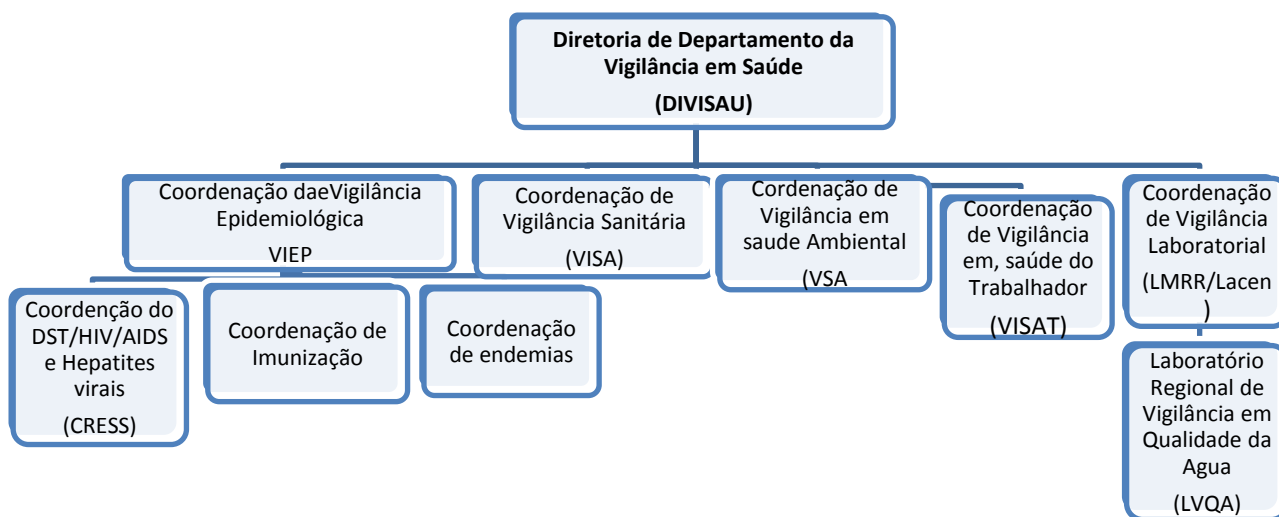 Diretoria de Departamento da
Vigilância em Saúde
(DIVISAU)
Coordenação daeVigilância
Epidemiológica
VIEP
Coordenação de
Vigilância Sanitária
(VISA)
Cordenação de
Vigilância em
saude Ambiental
(VSA
Coordenação
de Vigilância
em, saúde do
Trabalhador
(VISAT)
Coordenação
de Vigilância
Laboratorial
(LMRR/Lacen
)
Coordenção do
DST/HIV/AIDS
e Hepatites
virais
(CRESS)
Coordenação de
Imunização
Coordenação
de endemias
Laboratório
Regional de
Vigilância em
Qualidade da
Agua
(LVQA)